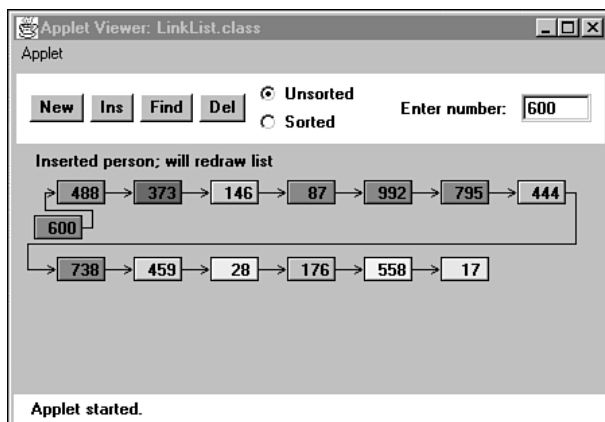 Applet Viewer: LinkList.class
Applet
New Ins Find Del Unsorted Enter number: 600
Sorted
Inserted person; will redraw list
488 373 146 87 992 795 444
600
738 459 28 176 558 17
Applet started.